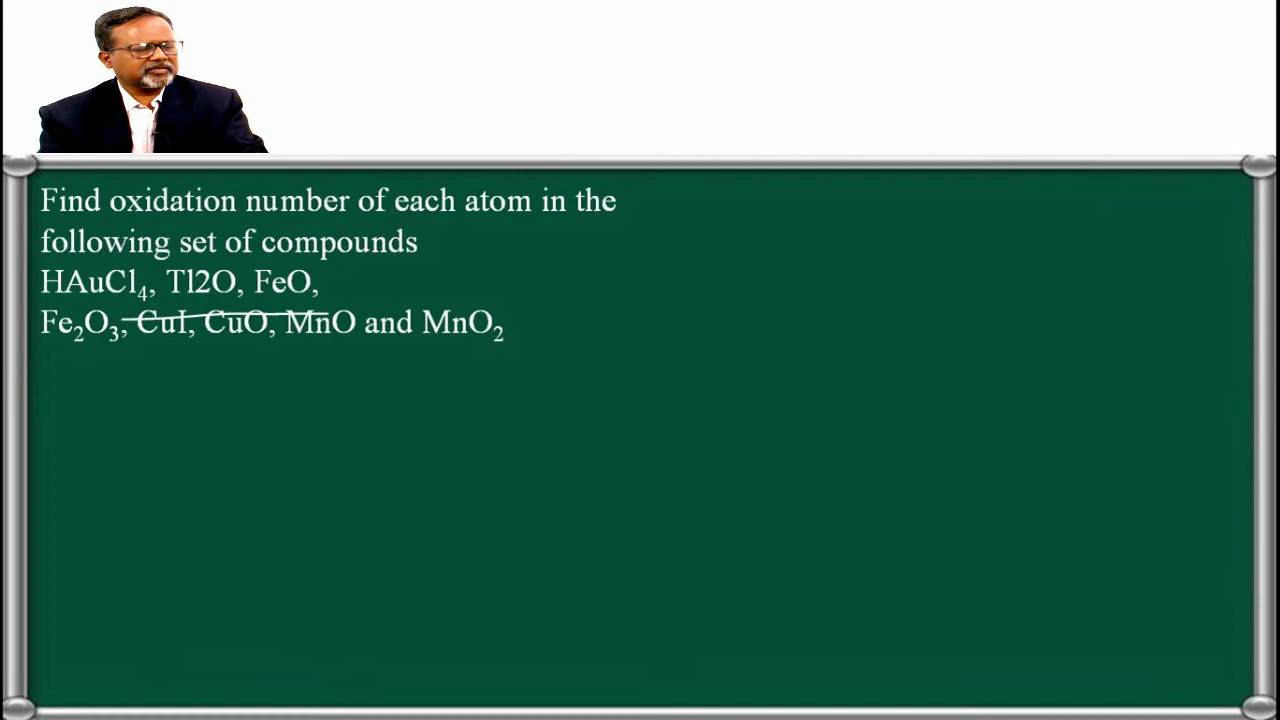 Find oxidation number of each atom in the
following set of compounds
HAuCl₄, Tl2O, FeO,
Fe₂O₃, CuI, CuO, MnO and MnO₂